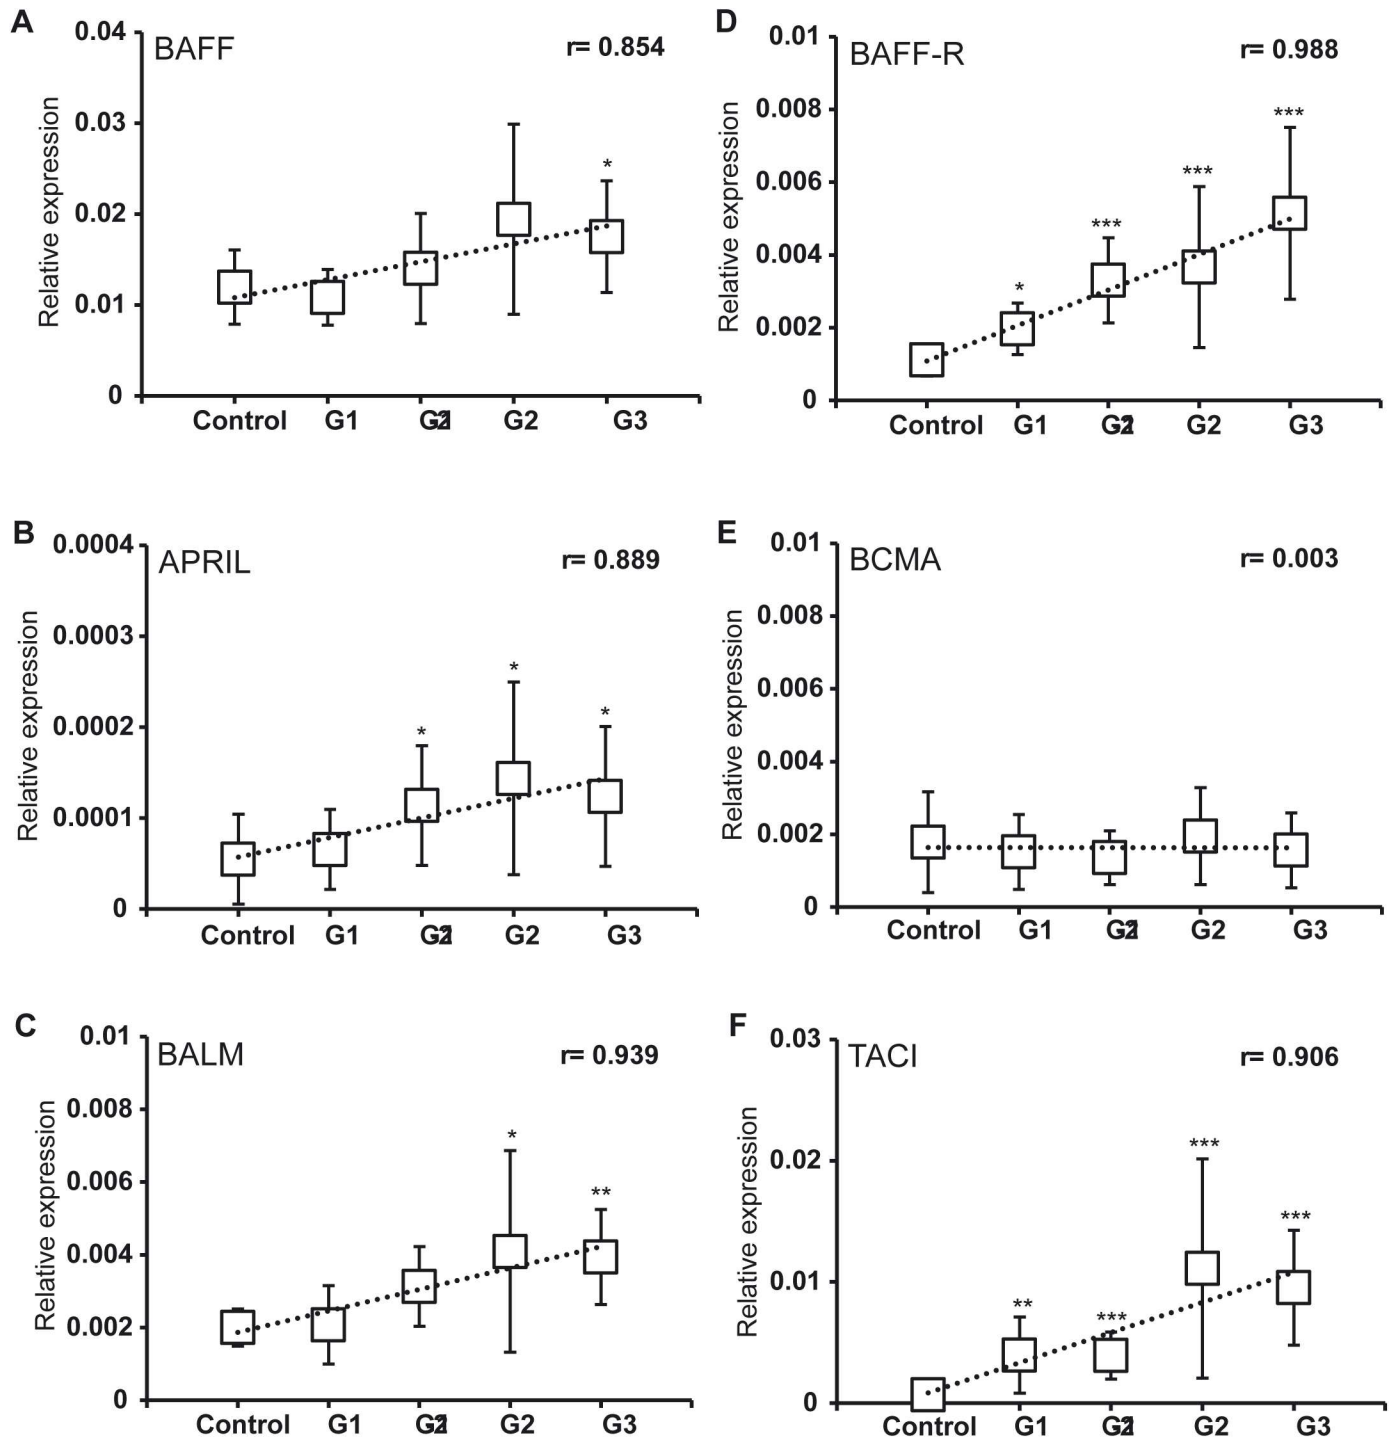 A
BAFF
r= 0.854
Relative expression
0.04
0.03
0.02
0.01
0
Control G1 G2 G3
*
D
BAFF-R
r= 0.988
Relative expression
0.01
0.008
0.006
0.004
0.002
0
Control G1 G2 G3
*
***
***
***
B
APRIL
r= 0.889
Relative expression
0.0004
0.0003
0.0002
0.0001
0
Control G1 G2 G3
*
*
*
E
BCMA
r= 0.003
Relative expression
0.01
0.008
0.006
0.004
0.002
0
Control G1 G2 G3
C
BALM
r= 0.939
Relative expression
0.01
0.008
0.006
0.004
0.002
0
Control G1 G2 G3
*
**
F
TACI
r= 0.906
Relative expression
0.03
0.02
0.01
0
Control G1 G2 G3
**
***
***
***